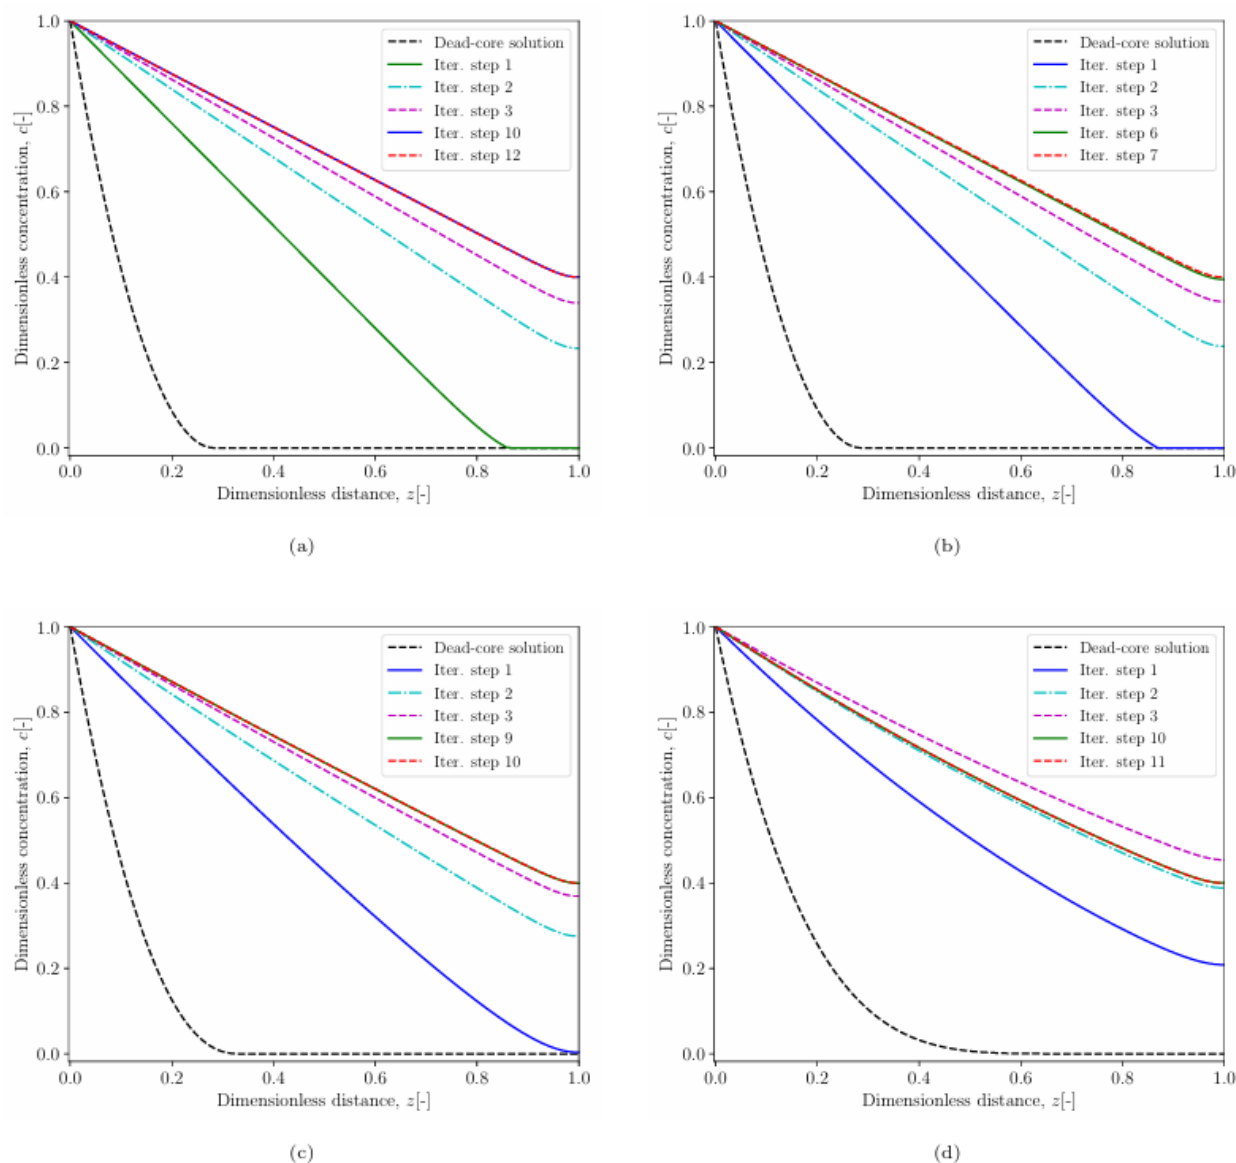 1.0
0.8
0.6
0.4
0.2
0.0
Dimensionless concentration, c[-]
Dead-core solution
Iter. step 1
Iter. step 2
Iter. step 3
Iter. step 10
Iter. step 12
0.0 0.2 0.4 0.6 0.8 1.0
Dimensionless distance, z[-]
(a)
1.0
0.8
0.6
0.4
0.2
0.0
Dimensionless concentration, c[-]
Dead-core solution
Iter. step 1
Iter. step 2
Iter. step 3
Iter. step 6
Iter. step 7
0.0 0.2 0.4 0.6 0.8 1.0
Dimensionless distance, z[-]
(b)
1.0
0.8
0.6
0.4
0.2
0.0
Dimensionless concentration, c[-]
Dead-core solution
Iter. step 1
Iter. step 2
Iter. step 3
Iter. step 9
Iter. step 10
0.0 0.2 0.4 0.6 0.8 1.0
Dimensionless distance, z[-]
(c)
1.0
0.8
0.6
0.4
0.2
0.0
Dimensionless concentration, c[-]
Dead-core solution
Iter. step 1
Iter. step 2
Iter. step 3
Iter. step 10
Iter. step 11
0.0 0.2 0.4 0.6 0.8 1.0
Dimensionless distance, z[-]
(d)